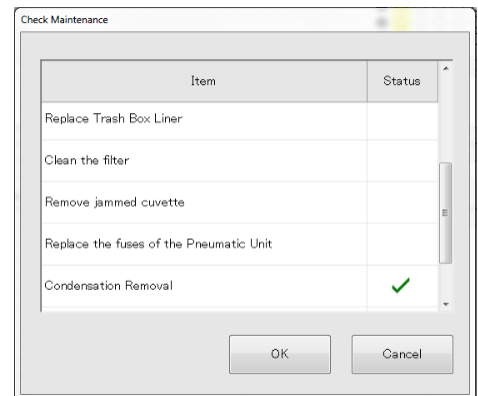 Check Maintenance
Item Status
Replace Trash Box Liner
Clean the filter
Remove jammed cuvette
Replace the fuses of the Pneumatic Unit
Condensation Removal
OK Cancel